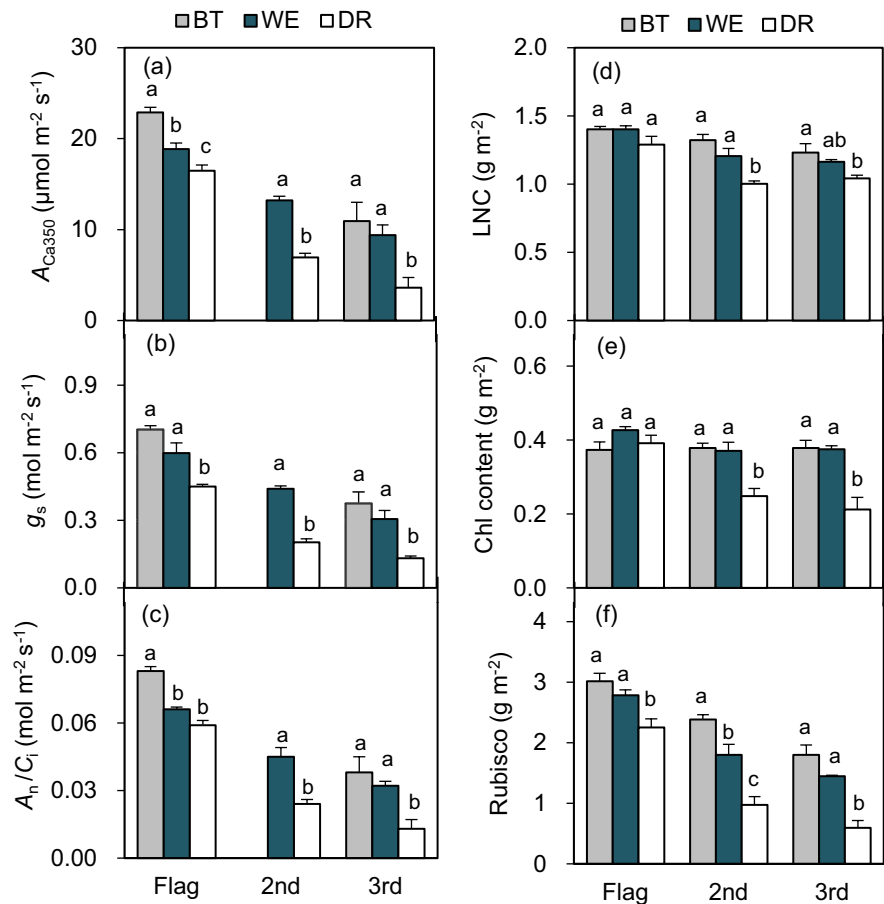 BT WE DR
(a)
A_Ca350 (µmol m⁻² s⁻¹)
30
20
10
0
a b c
a b
a a b
(b)
g_s (mol m⁻² s⁻¹)
0.9
0.6
0.3
0.0
a a b
a b
a a b
(c)
A_n/C_i (mol m⁻² s⁻¹)
0.09
0.06
0.03
0.00
a b b
a b
a a b
Flag 2nd 3rd
BT WE DR
(d)
LNC (g m⁻²)
2.0
1.5
1.0
0.5
0.0
a a a
a a b
a ab b
(e)
Chl content (g m⁻²)
0.6
0.4
0.2
0.0
a a a
a a b
a a b
(f)
Rubisco (g m⁻²)
4
3
2
1
0
a a b
a b c
a a b
Flag 2nd 3rd